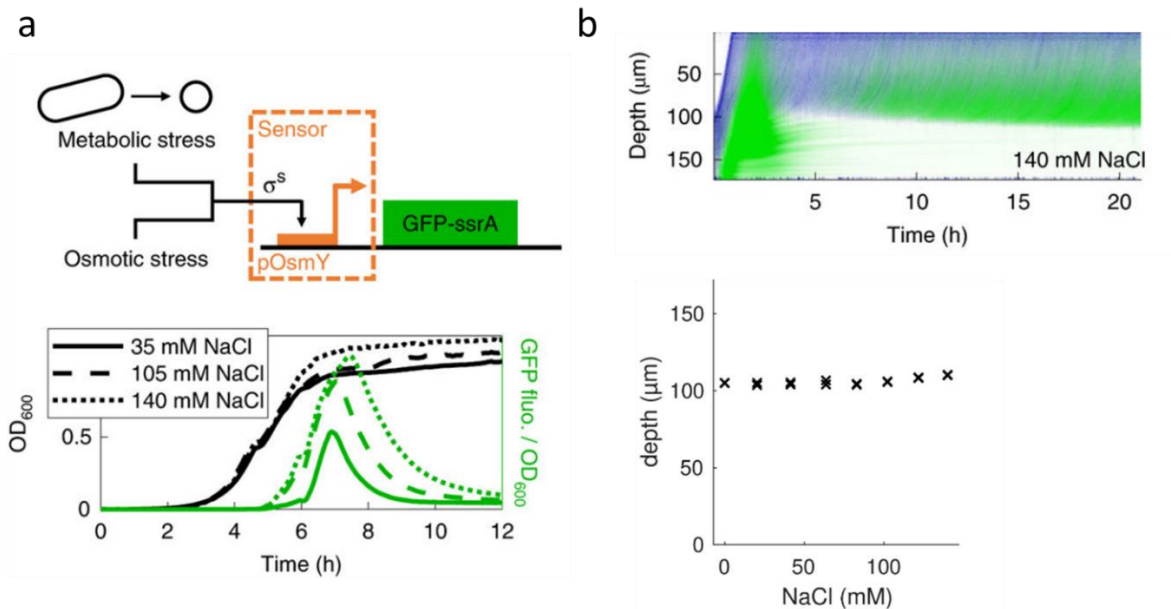 a
Metabolic stress
Osmotic stress
σˢ
Sensor
pOsmY
GFP-ssrA
35 mM NaCl
105 mM NaCl
140 mM NaCl
OD₆₀₀
0.5
0
GFP fluo. / OD₆₀₀
0 2 4 6 8 10 12
Time (h)
b
Depth (μm)
50
100
150
140 mM NaCl
5 10 15 20
Time (h)
depth (μm)
150
100
50
0
0 50 100
NaCl (mM)